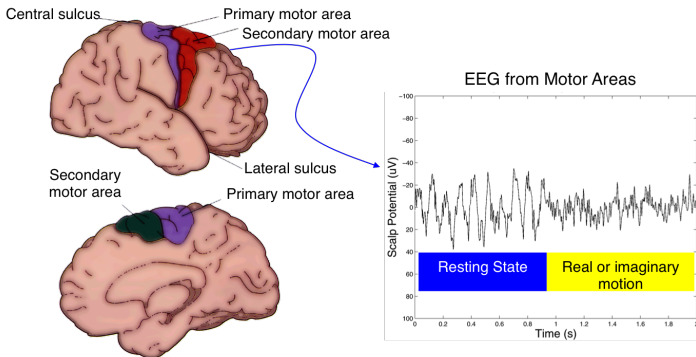 Central sulcus
Primary motor area
Secondary motor area
Lateral sulcus
Secondary
motor area
Primary motor area
EEG from Motor Areas
Scalp Potential (uV)
-100
-80
-60
-40
-20
0
20
40
60
80
100
Resting State
Real or imaginary
motion
0
0.2
0.4
0.6
0.8
1
1.2
1.4
1.6
1.8
Time (s)